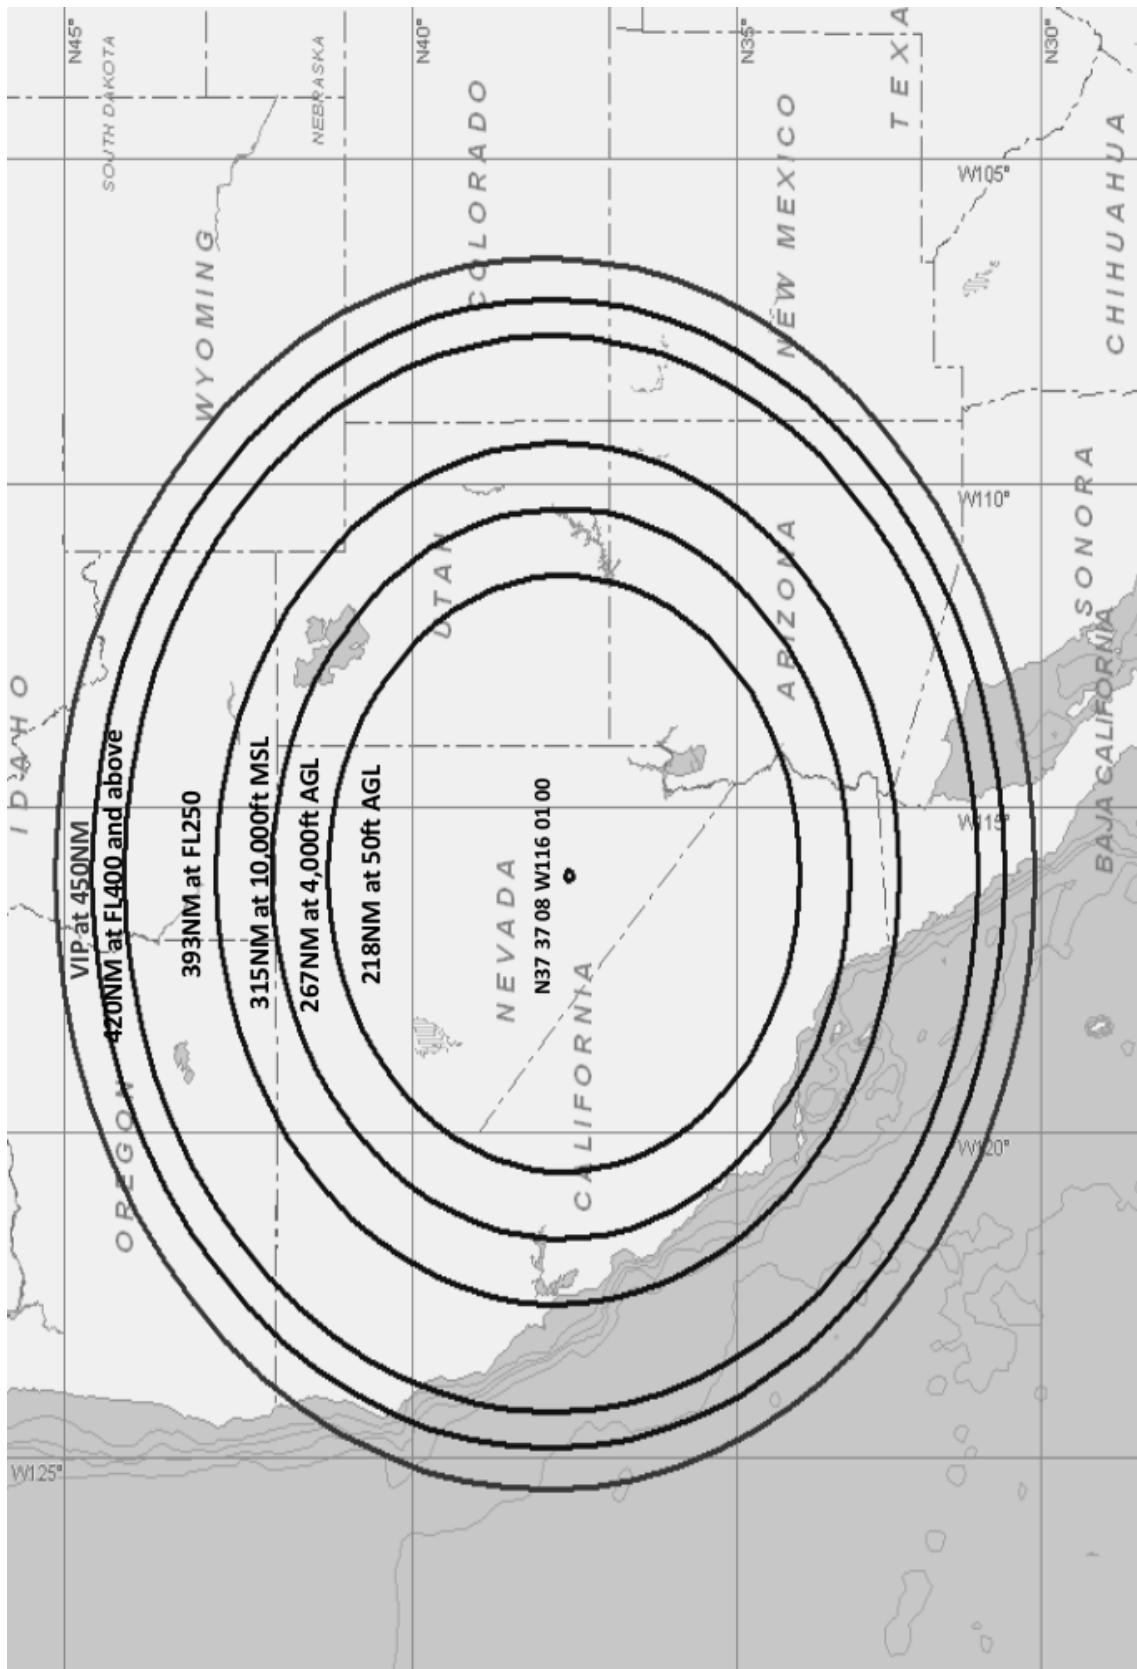 VIP at 450NM
420NM at FL400 and above
393NM at FL250
315NM at 10,000ft MSL
267NM at 4,000ft AGL
218NM at 50ft AGL
N37 37 08 W116 01 00
N45°
N40°
N35°
N30°
W105°
W110°
W115°
W120°
W125°
SOUTH DAKOTA
NEBRASKA
WYOMING
COLORADO
NEW MEXICO
TEXA
CHIHUAHUA
IDAHO
UTAH
ARIZONA
SONORA
BAJA CALIFORNIA
OREGON
NEVADA
CALIFORNIA